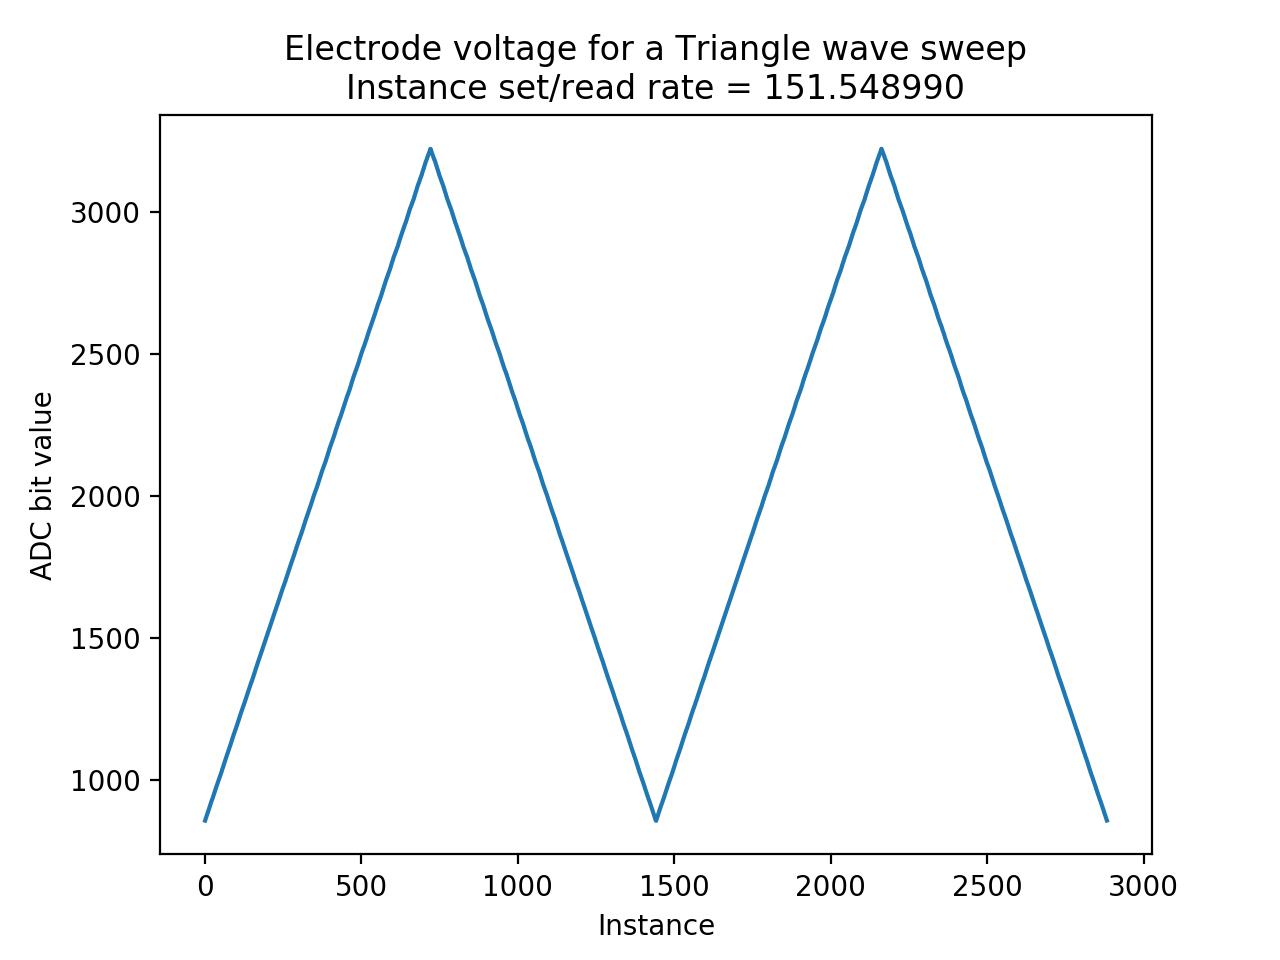 Electrode voltage for a Triangle wave sweep
Instance set/read rate = 151.548990
ADC bit value
3000
2500
2000
1500
1000
0 500 1000 1500 2000 2500 3000
Instance